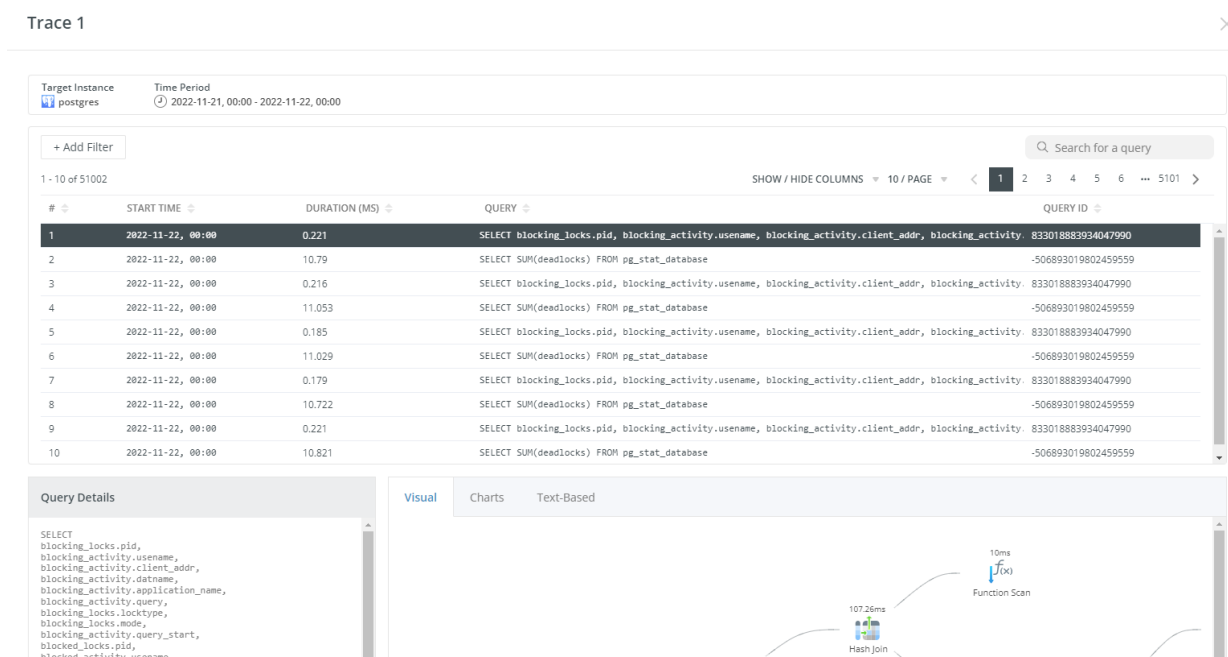 Trace 1
Target Instance Time Period
postgres 2022-11-21, 00:00 - 2022-11-22, 00:00
+ Add Filter Search for a query
1 - 10 of 51002 SHOW / HIDE COLUMNS 10 / PAGE 1 2 3 4 5 6 ... 5101
# START TIME DURATION (MS) QUERY QUERY ID
1 2022-11-22, 00:00 0.221 SELECT blocking_locks.pid, blocking_activity.usename, blocking_activity.client_addr, blocking_activity. 833018883934047990
2 2022-11-22, 00:00 10.79 SELECT SUM(deadlocks) FROM pg_stat_database -506893019802459559
3 2022-11-22, 00:00 0.216 SELECT blocking_locks.pid, blocking_activity.usename, blocking_activity.client_addr, blocking_activity. 833018883934047990
4 2022-11-22, 00:00 11.053 SELECT SUM(deadlocks) FROM pg_stat_database -506893019802459559
5 2022-11-22, 00:00 0.185 SELECT blocking_locks.pid, blocking_activity.usename, blocking_activity.client_addr, blocking_activity. 833018883934047990
6 2022-11-22, 00:00 11.029 SELECT SUM(deadlocks) FROM pg_stat_database -506893019802459559
7 2022-11-22, 00:00 0.179 SELECT blocking_locks.pid, blocking_activity.usename, blocking_activity.client_addr, blocking_activity. 833018883934047990
8 2022-11-22, 00:00 10.722 SELECT SUM(deadlocks) FROM pg_stat_database -506893019802459559
9 2022-11-22, 00:00 0.221 SELECT blocking_locks.pid, blocking_activity.usename, blocking_activity.client_addr, blocking_activity. 833018883934047990
10 2022-11-22, 00:00 10.821 SELECT SUM(deadlocks) FROM pg_stat_database -506893019802459559
Query Details
SELECT
blocking_locks.pid,
blocking_activity.usename,
blocking_activity.client_addr,
blocking_activity.datname,
blocking_activity.application_name,
blocking_activity.query,
blocking_locks.locktype,
blocking_locks.mode,
blocking_activity.query_start,
blocked_locks.pid,
blocked_activity.usename
Visual Charts Text-Based
10ms
f(x)
Function Scan
107.26ms
Hash Join